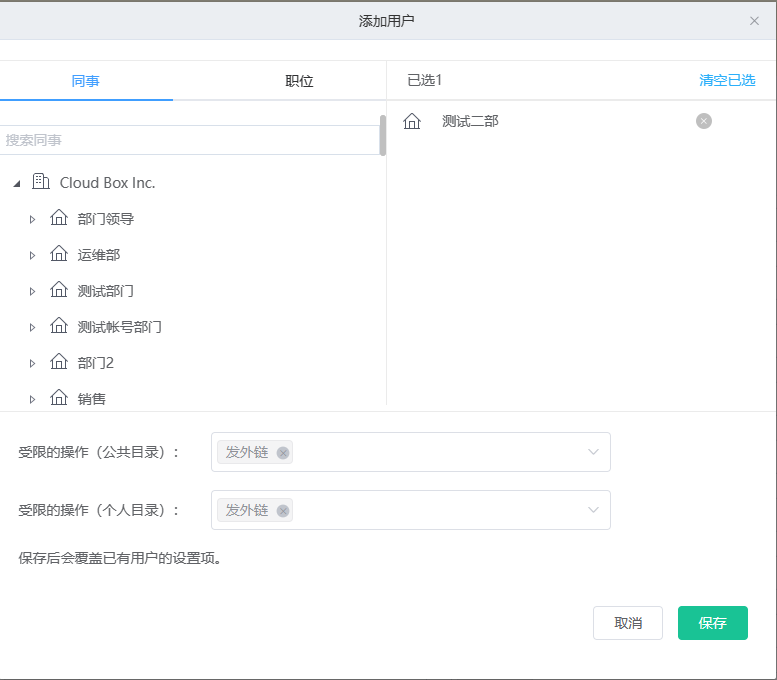 添加用户
同事
职位
已选1
清空已选
搜索同事
测试二部
Cloud Box Inc.
部门领导
运维部
测试部门
测试帐号部门
部门2
销售
受限的操作（公共目录）：
发外链
受限的操作（个人目录）：
发外链
保存后会覆盖已有用户的设置项。
取消
保存